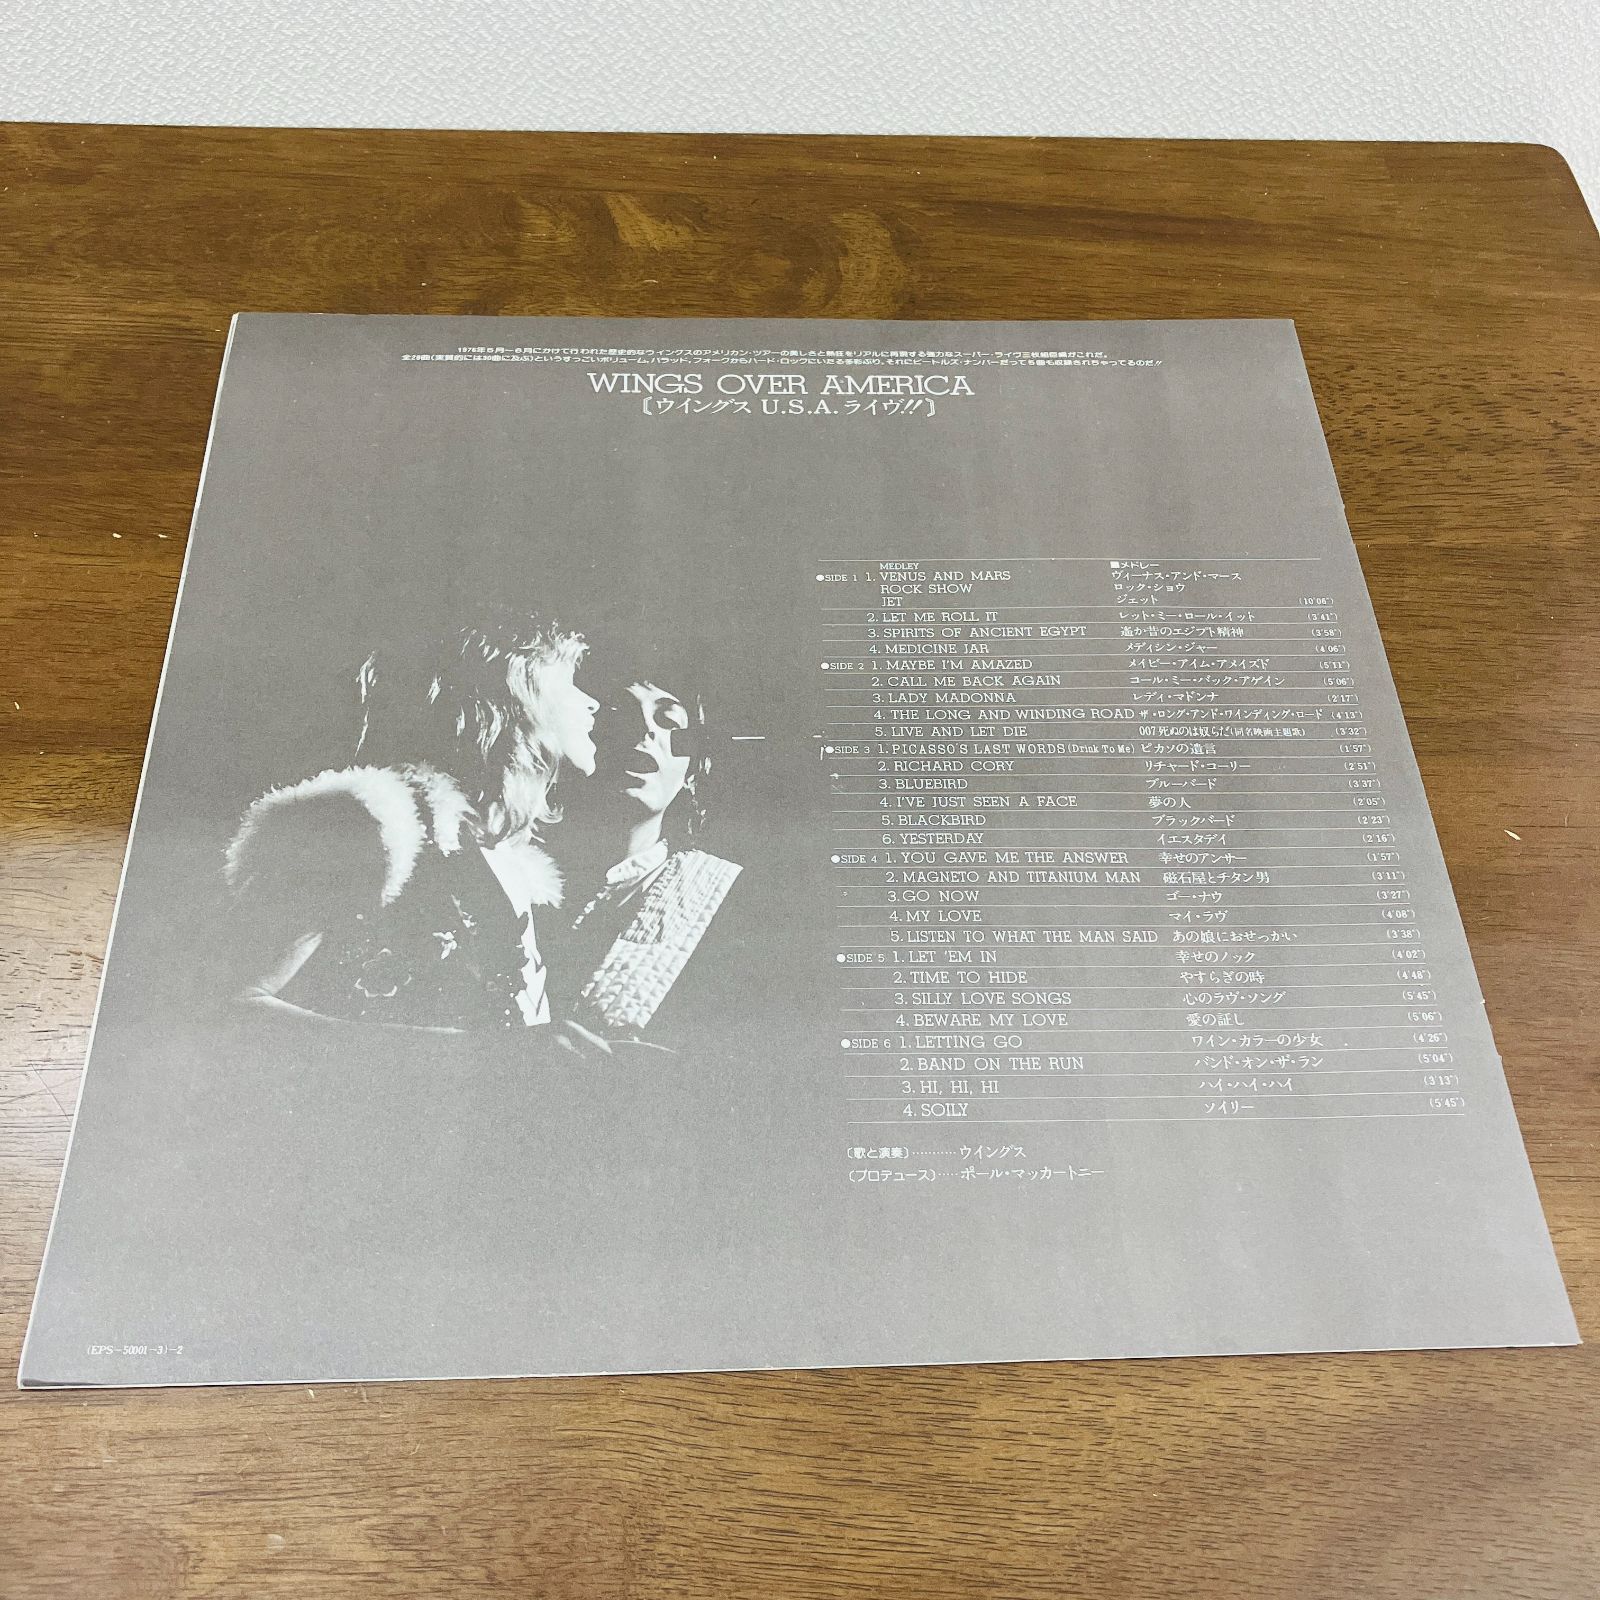 1976年5月〜6月にかけて行われた歴史的なウィングスのアメリカン・ツアーの美しさと熱狂をリアルに再現する強力なスーパー・ライヴ三枚組巨編がこれだ。
全28曲(実質的には30曲に及ぶ)というすっごいボリューム。バラッド、フォークからハード・ロックにいたる多彩ぶり。それにビートルズ・ナンバーだって5曲も収録されちゃってるのだ!!
WINGS OVER AMERICA
〔ウイングス U.S.A.ライヴ!!〕
MEDLEY ■メドレー
●SIDE 1 1. VENUS AND MARS ヴィーナス・アンド・マース
ROCK SHOW ロック・ショウ
JET ジェット (10'06")
2. LET ME ROLL IT レット・ミー・ロール・イット (3'41")
3. SPIRITS OF ANCIENT EGYPT 遙か昔のエジプト精神 (3'58")
4. MEDICINE JAR メディシン・ジャー (4'06")
●SIDE 2 1. MAYBE I'M AMAZED メイビー・アイム・アメイズド (5'11")
2. CALL ME BACK AGAIN コール・ミー・バック・アゲイン (5'06")
3. LADY MADONNA レディ・マドンナ (2'17")
4. THE LONG AND WINDING ROAD ザ・ロング・アンド・ワインディング・ロード (4'13")
5. LIVE AND LET DIE 007死ぬのは奴らだ(同名映画主題歌) (3'32")
●SIDE 3 1. PICASSO'S LAST WORDS (Drink To Me) ピカソの遺言 (1'57")
2. RICHARD CORY リチャード・コーリー (2'51")
3. BLUEBIRD ブルーバード (3'37")
4. I'VE JUST SEEN A FACE 夢の人 (2'05")
5. BLACKBIRD ブラックバード (2'23")
6. YESTERDAY イエスタデイ (2'16")
●SIDE 4 1. YOU GAVE ME THE ANSWER 幸せのアンサー (1'57")
2. MAGNETO AND TITANIUM MAN 磁石屋とチタン男 (3'11")
3. GO NOW ゴー・ナウ (3'27")
4. MY LOVE マイ・ラヴ (4'08")
5. LISTEN TO WHAT THE MAN SAID あの娘におせっかい (3'38")
●SIDE 5 1. LET 'EM IN 幸せのノック (4'02")
2. TIME TO HIDE やすらぎの時 (4'48")
3. SILLY LOVE SONGS 心のラヴ・ソング (5'45")
4. BEWARE MY LOVE 愛の証し (5'06")
●SIDE 6 1. LETTING GO ワイン・カラーの少女 (4'26")
2. BAND ON THE RUN バンド・オン・ザ・ラン (5'04")
3. HI, HI, HI ハイ・ハイ・ハイ (3'13")
4. SOILY ソイリー (5'45")
〔歌と演奏〕………… ウイングス
〔プロデュース〕…… ポール・マッカートニー
(EPS-50001-3)-2